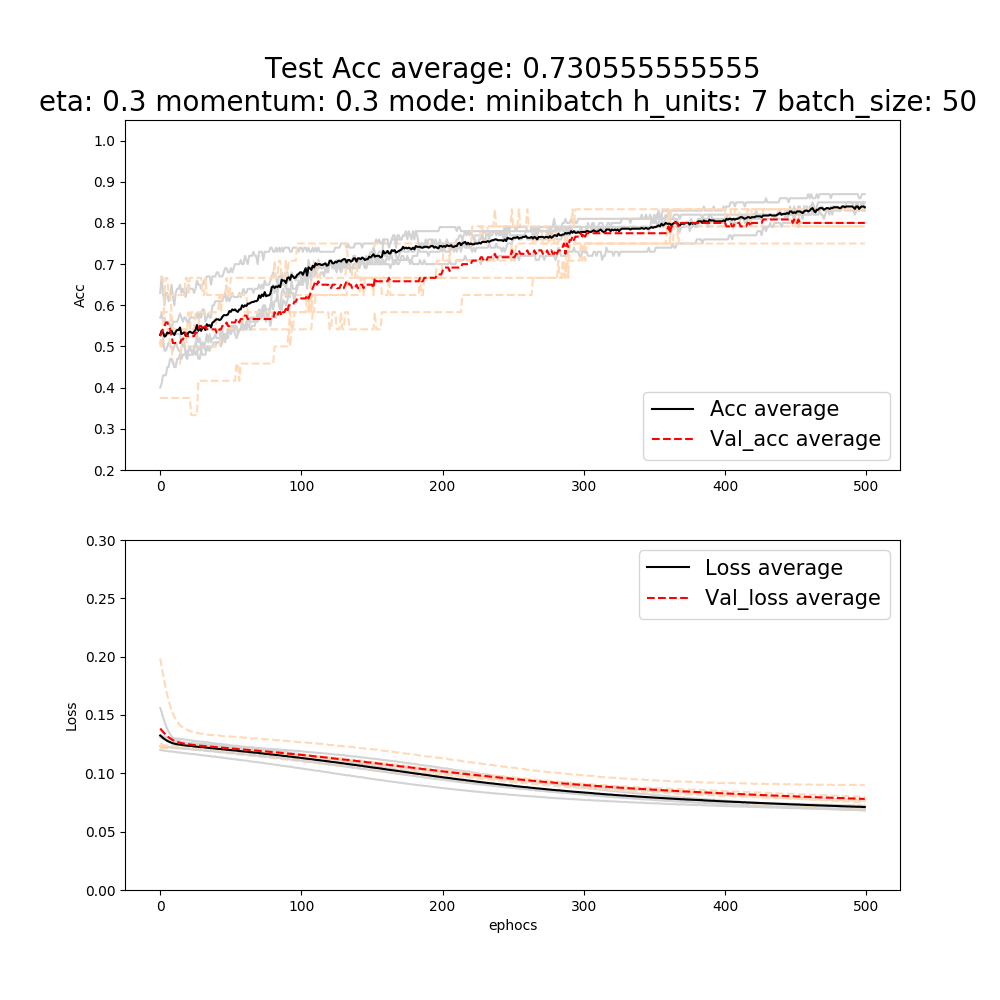 Test Acc average: 0.730555555555
eta: 0.3 momentum: 0.3 mode: minibatch h_units: 7 batch_size: 50
1.0
0.9
0.8
0.7
0.6
0.5
0.4
0.3
0.2
Acc
Acc average
Val_acc average
0 100 200 300 400 500
0.30
0.25
0.20
0.15
0.10
0.05
0.00
Loss
Loss average
Val_loss average
0 100 200 300 400 500
ephocs